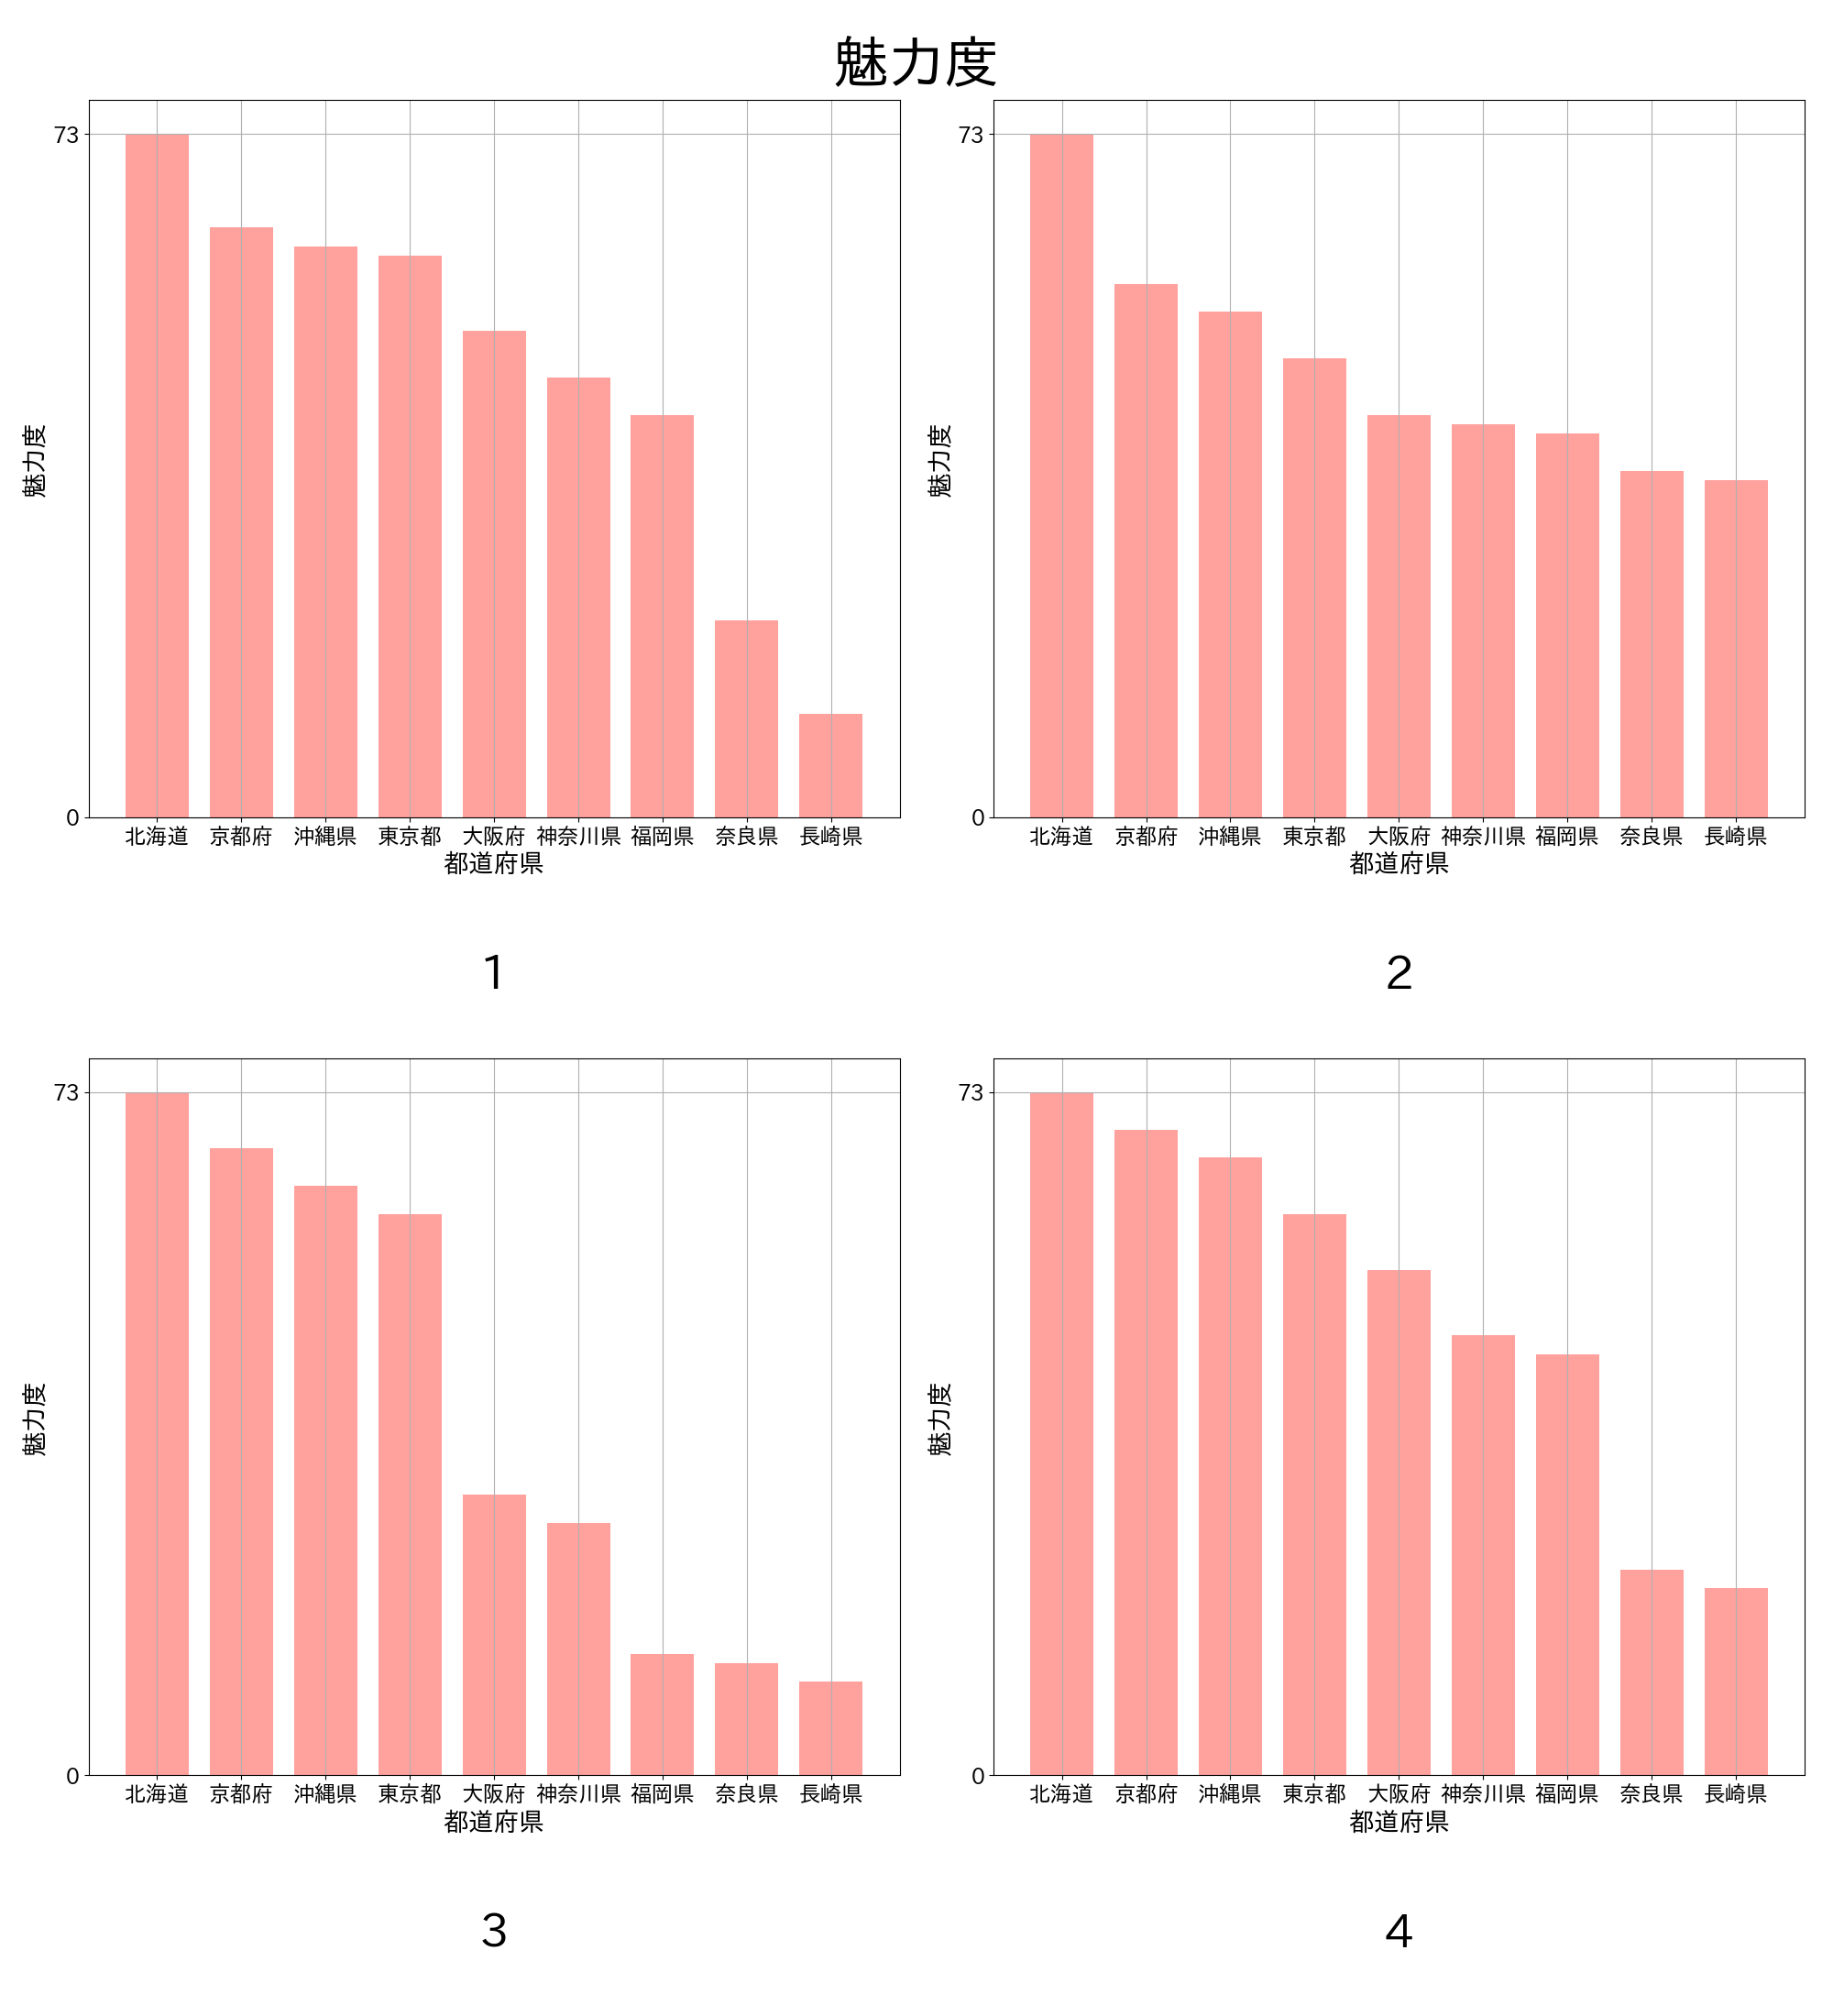 魅力度
73
0
魅力度
北海道 京都府 沖縄県 東京都 大阪府 神奈川県 福岡県 奈良県 長崎県
都道府県
1
73
0
魅力度
北海道 京都府 沖縄県 東京都 大阪府 神奈川県 福岡県 奈良県 長崎県
都道府県
2
73
0
魅力度
北海道 京都府 沖縄県 東京都 大阪府 神奈川県 福岡県 奈良県 長崎県
都道府県
3
73
0
魅力度
北海道 京都府 沖縄県 東京都 大阪府 神奈川県 福岡県 奈良県 長崎県
都道府県
4